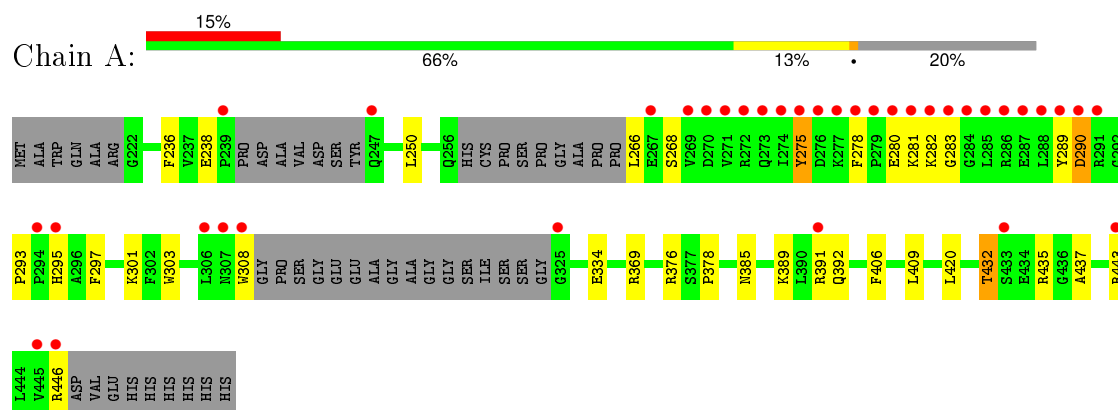 15%
Chain A:
66% 13% • 20%
MET ALA TRP GLN ALA ARG G222 F236 V237 E238 P239 PRO ASP ALA VAL ASP SER TYR Q247 L250 Q256 HIS CYS PRO SER PRO GLY ALA PRO PRO L266 E267 S268 V269 D270 V271 R272 Q273 I274 Y275 D276 K277 F278 P279 E280 K281 K282 G283 G284 L285 R286 E287 L288 Y289 D290 R291
P293 P294 H295 A296 F297 K301 F302 W303 L306 N307 W308 GLY PRO SER GLY GLU GLU ALA GLY ALA GLY GLY SER ILE SER SER GLY G325 E334 R369 R376 S377 P378 N385 K389 L390 R391 Q392 F406 L409 L420 T432 S433 E434 R435 G436 A437
L444 V445 R446 ASP VAL GLU HIS HIS HIS HIS HIS HIS